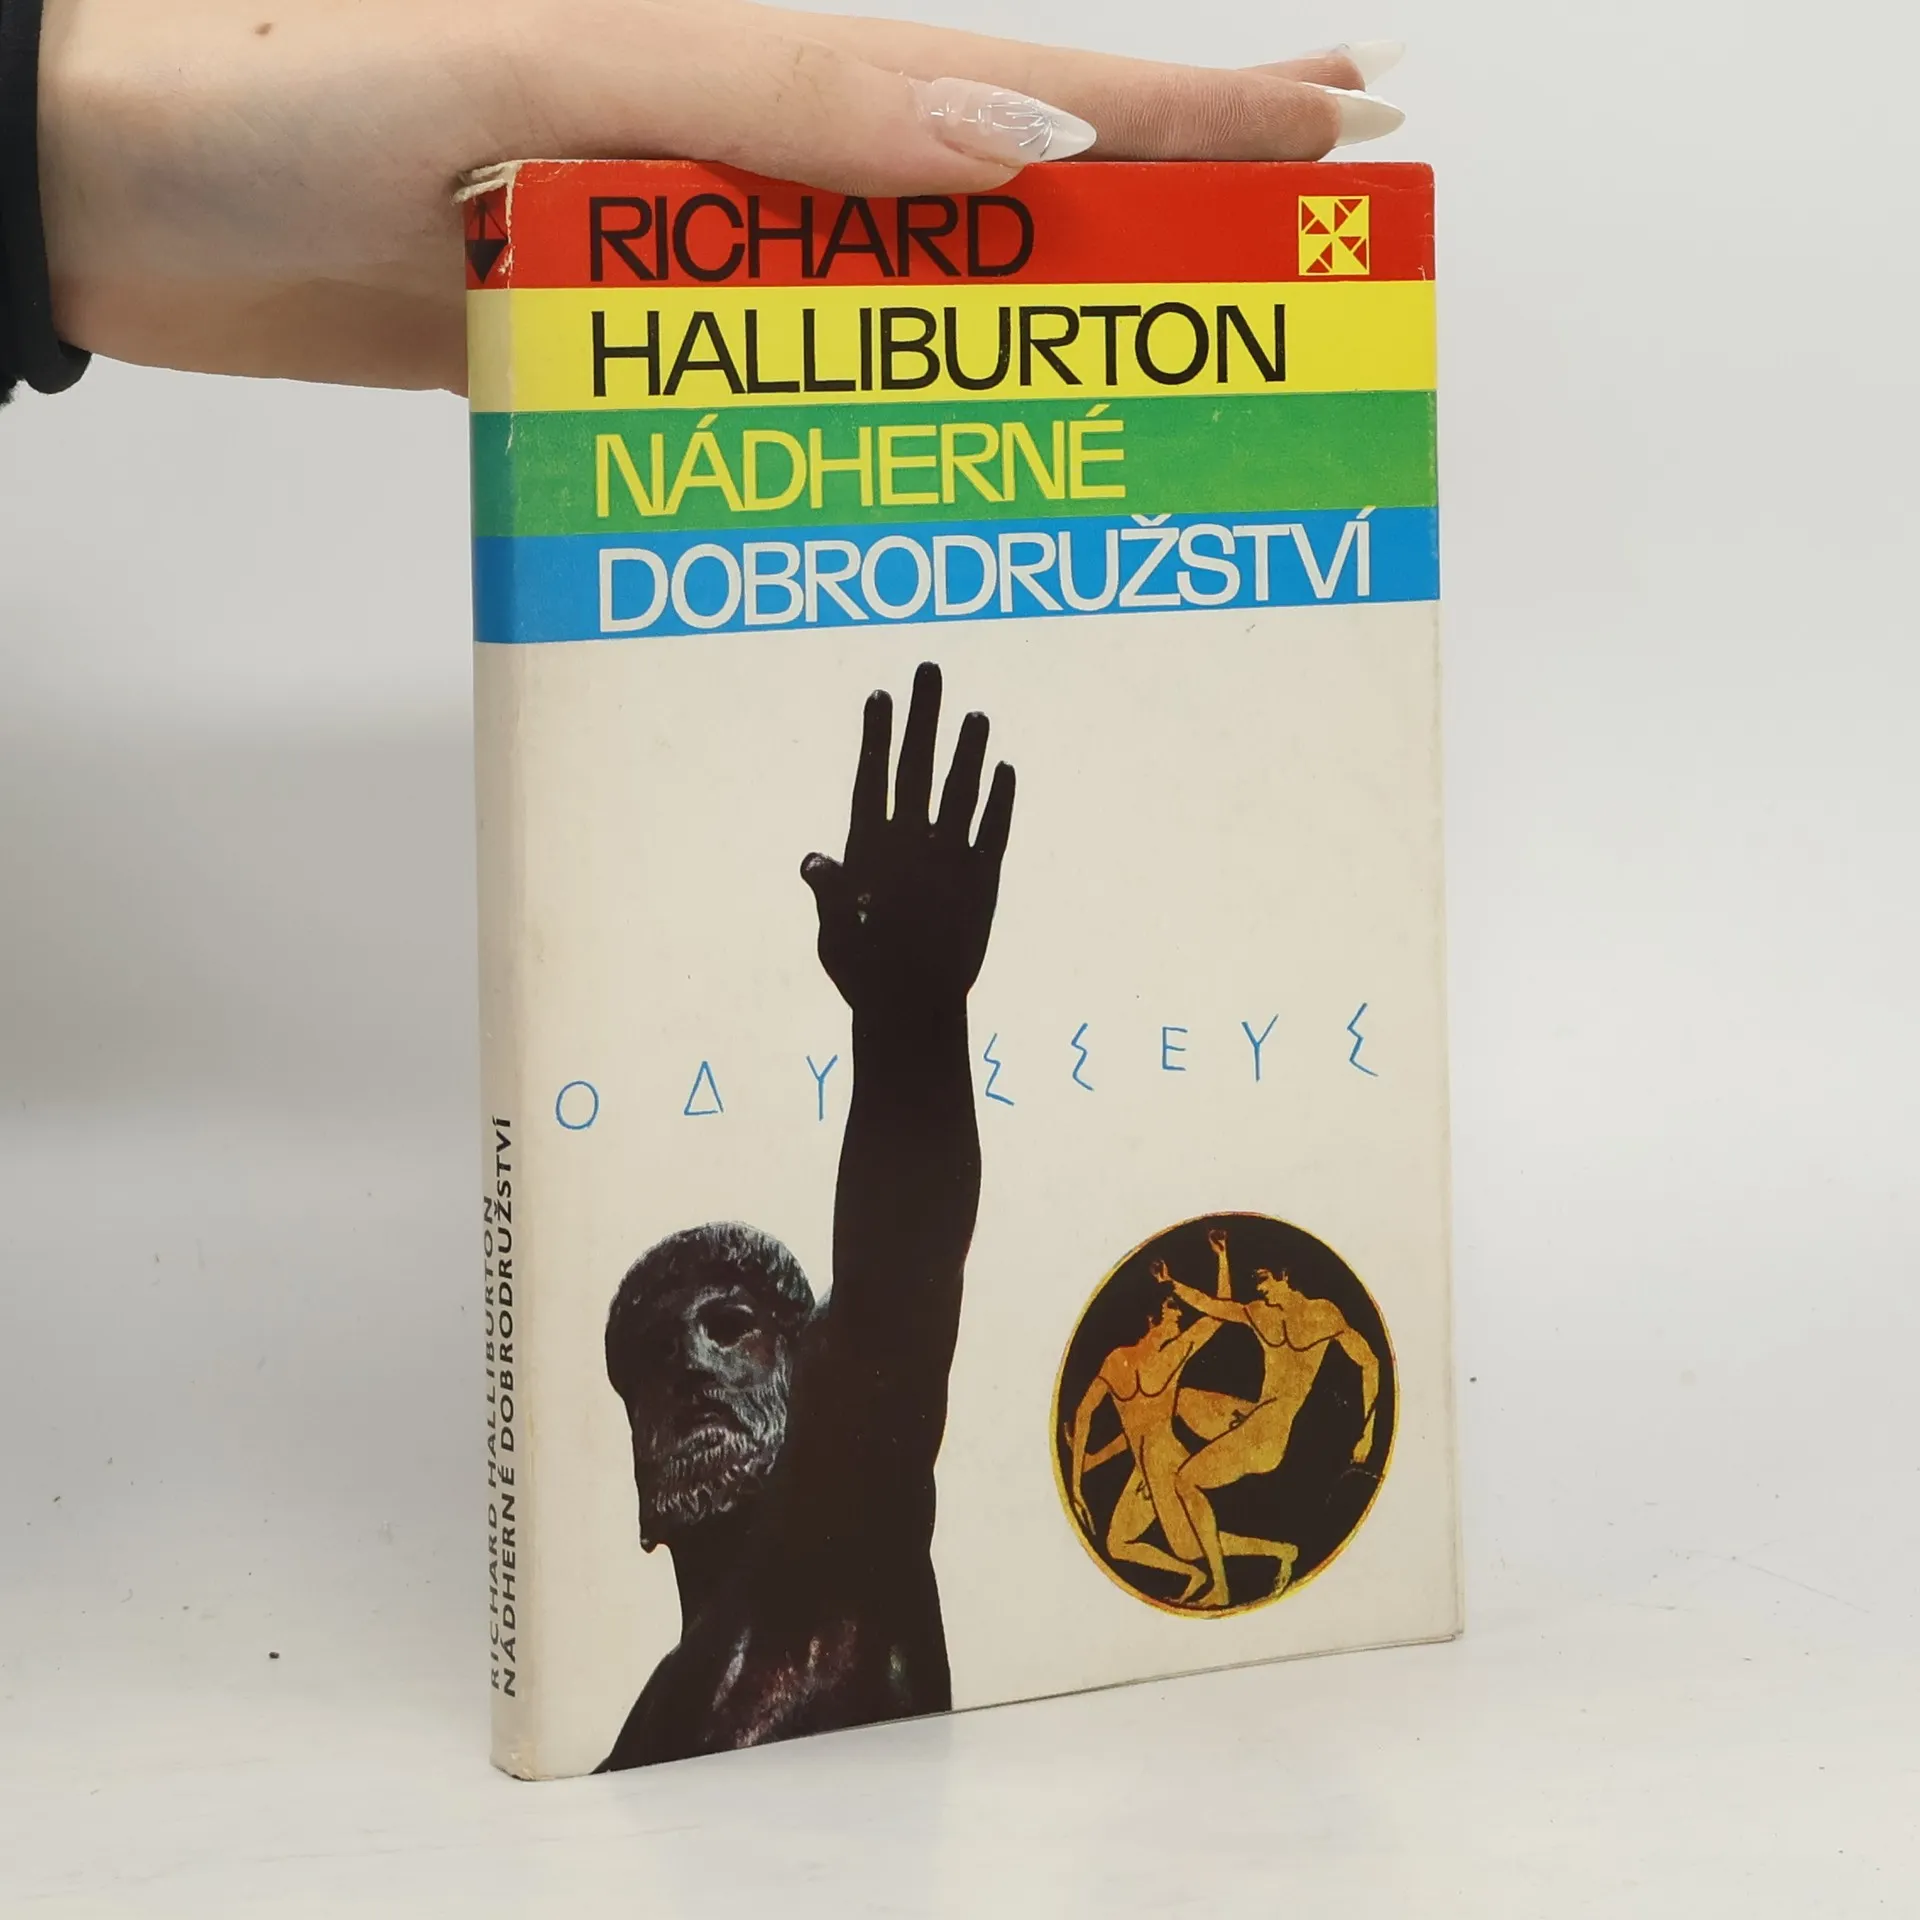 RICHARD
HALLIBURTON
NÁDHERNÉ
DOBRODRUŽSTVÍ
ΟΔΥΣΣΕΥΣ
RICHARD HALLIBURTON
NÁDHERNÉ DOBRODRUŽSTVÍ